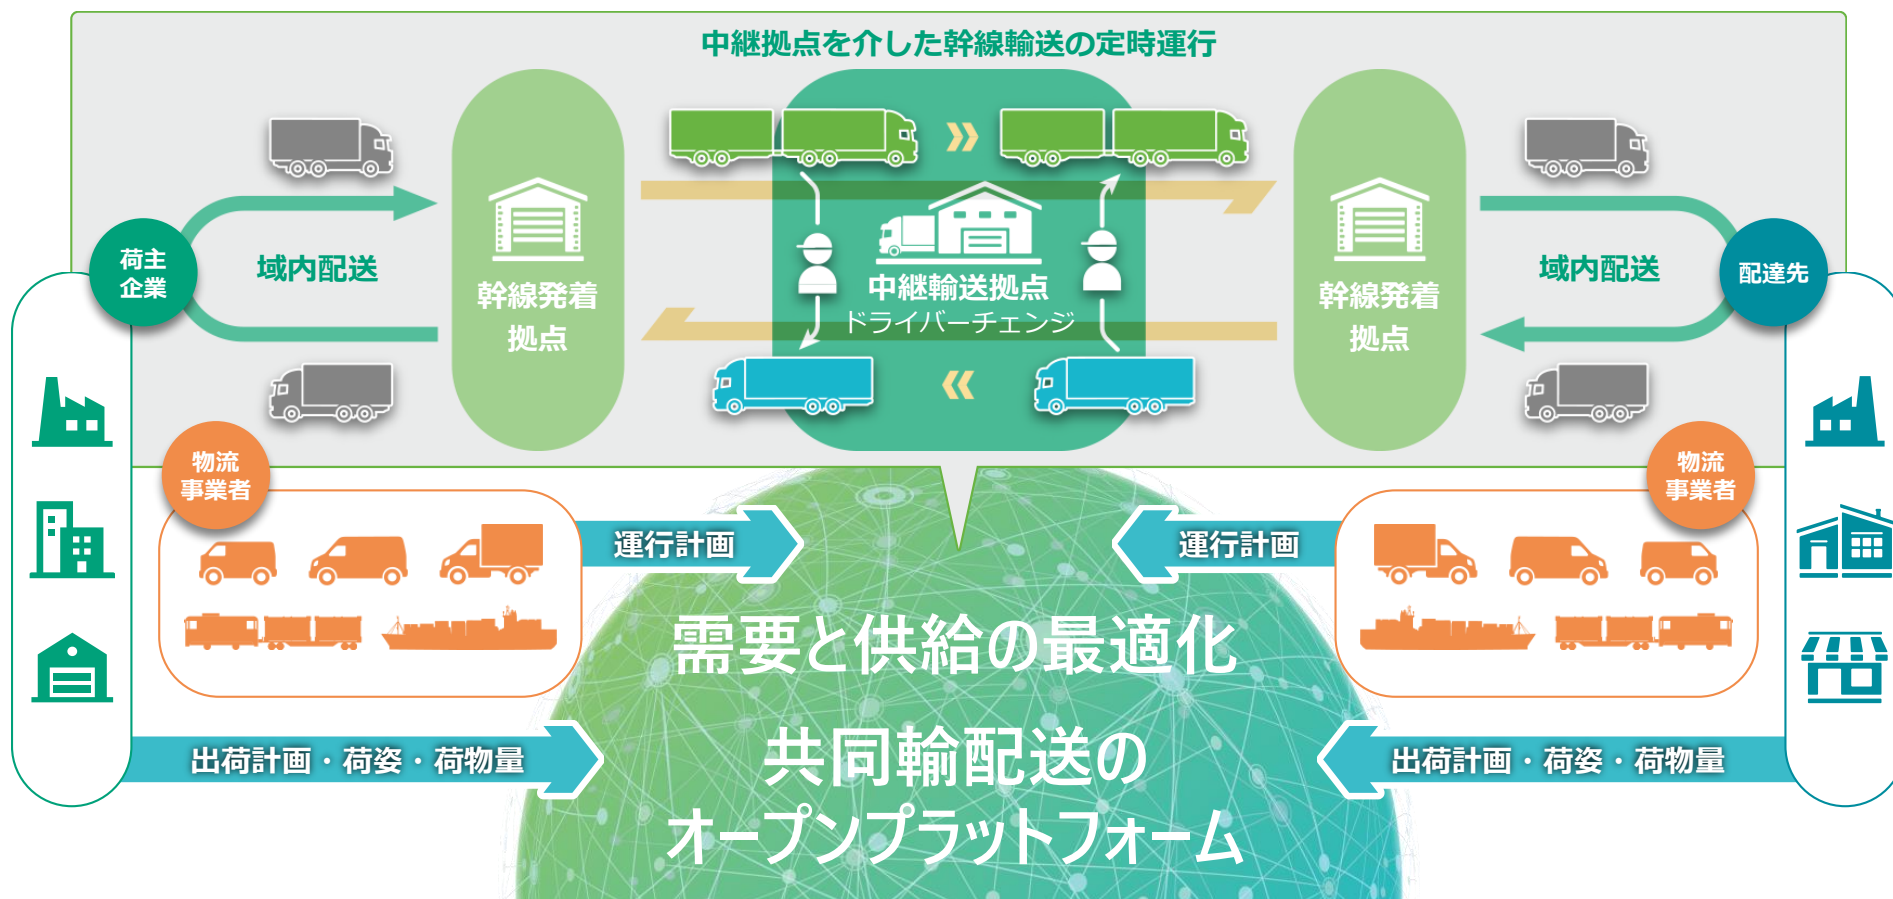 中継拠点を介した幹線輸送の定時運行
荷主
企業
域内配送
幹線発着
拠点
中継輸送拠点
ドライバーチェンジ
幹線発着
拠点
域内配送
配達先
物流
事業者
物流
事業者
運行計画
運行計画
需要と供給の最適化
出荷計画・荷姿・荷物量
出荷計画・荷姿・荷物量
共同輸配送の
オープンプラットフォーム